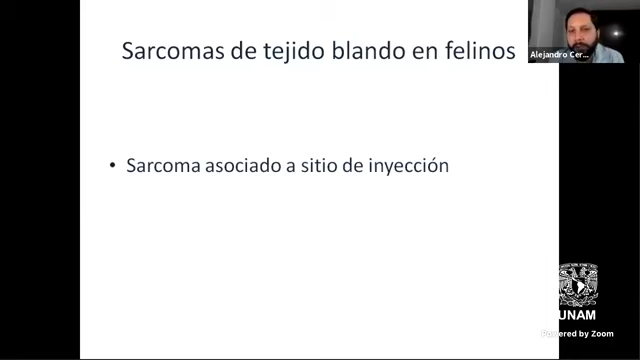 Sarcomas de tejido blando en felinos
Alejandro Cer...
• Sarcoma asociado a sitio de inyección
UNAM
Powered by Zoom